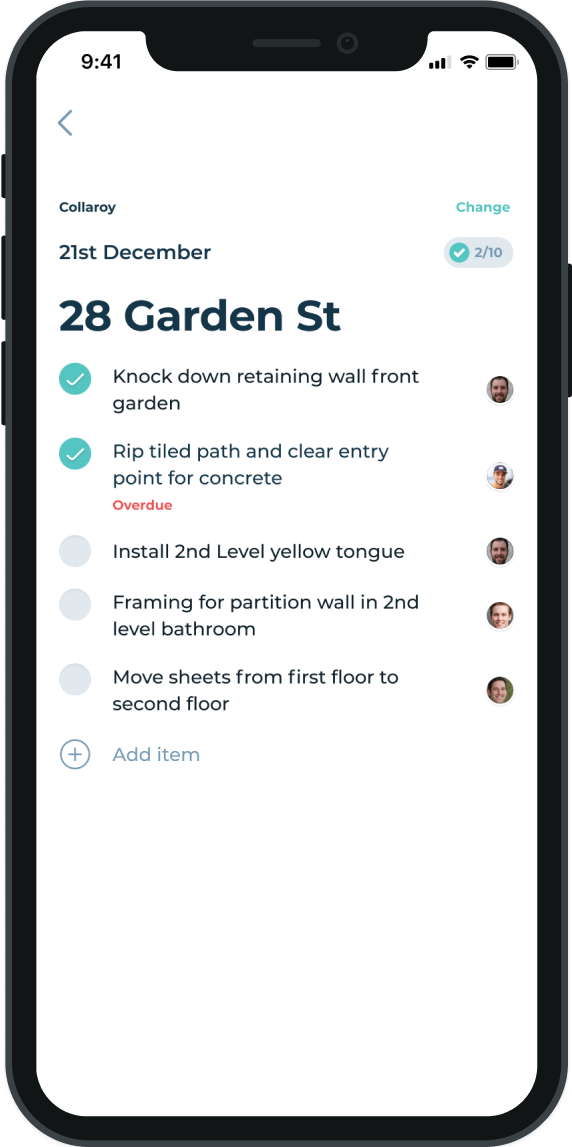 9:41
Collaroy
Change
21st December
2/10
28 Garden St
Knock down retaining wall front
garden
Rip tiled path and clear entry
point for concrete
Overdue
Install 2nd Level yellow tongue
Framing for partition wall in 2nd
level bathroom
Move sheets from first floor to
second floor
Add item